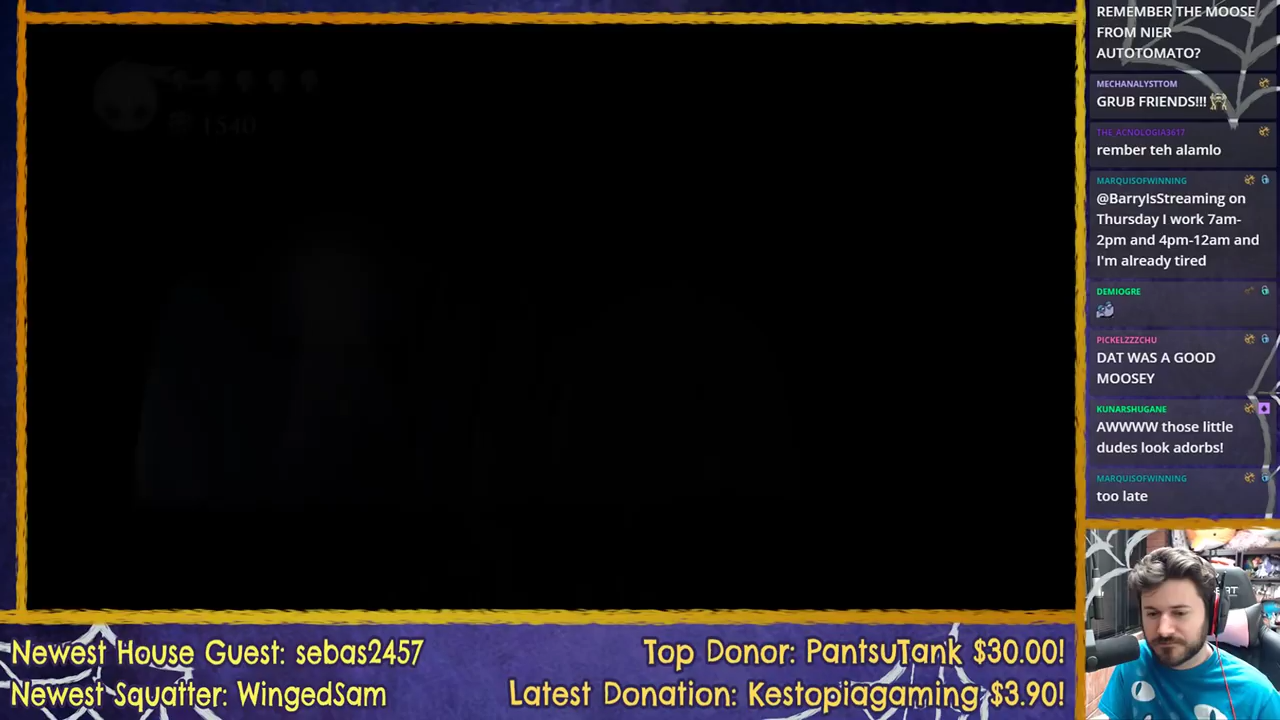 1540
REMEMBER THE MOOSE
FROM NIER
AUTOTOMATO?
MECHANALYSTTOM
GRUB FRIENDS!!!
THE_ACNOLOGIA3617
rember teh alamlo
MARQUISOFWINNING
@BarryIsStreaming on
Thursday I work 7am-
2pm and 4pm-12am and
I'm already tired
DEMIOGRE
PICKELZZZCHU
DAT WAS A GOOD
MOOSEY
KUNARSHUGANE
AWWWW those little
dudes look adorbs!
MARQUISOFWINNING
too late
Newest House Guest: sebas2457
Newest Squatter: WingedSam
Top Donor: PantsuTank $30.00!
Latest Donation: Kestopiagaming $3.90!